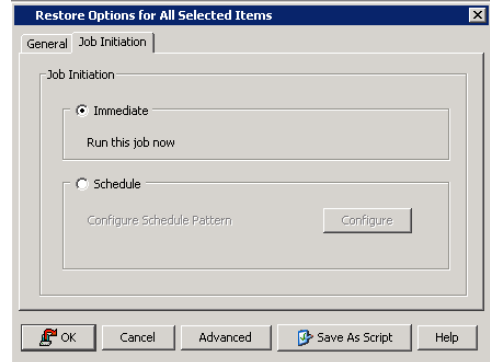 Restore Options for All Selected Items
General Job Initiation
Job Initiation
Immediate
Run this job now
Schedule
Configure Schedule Pattern Configure
OK Cancel Advanced Save As Script Help